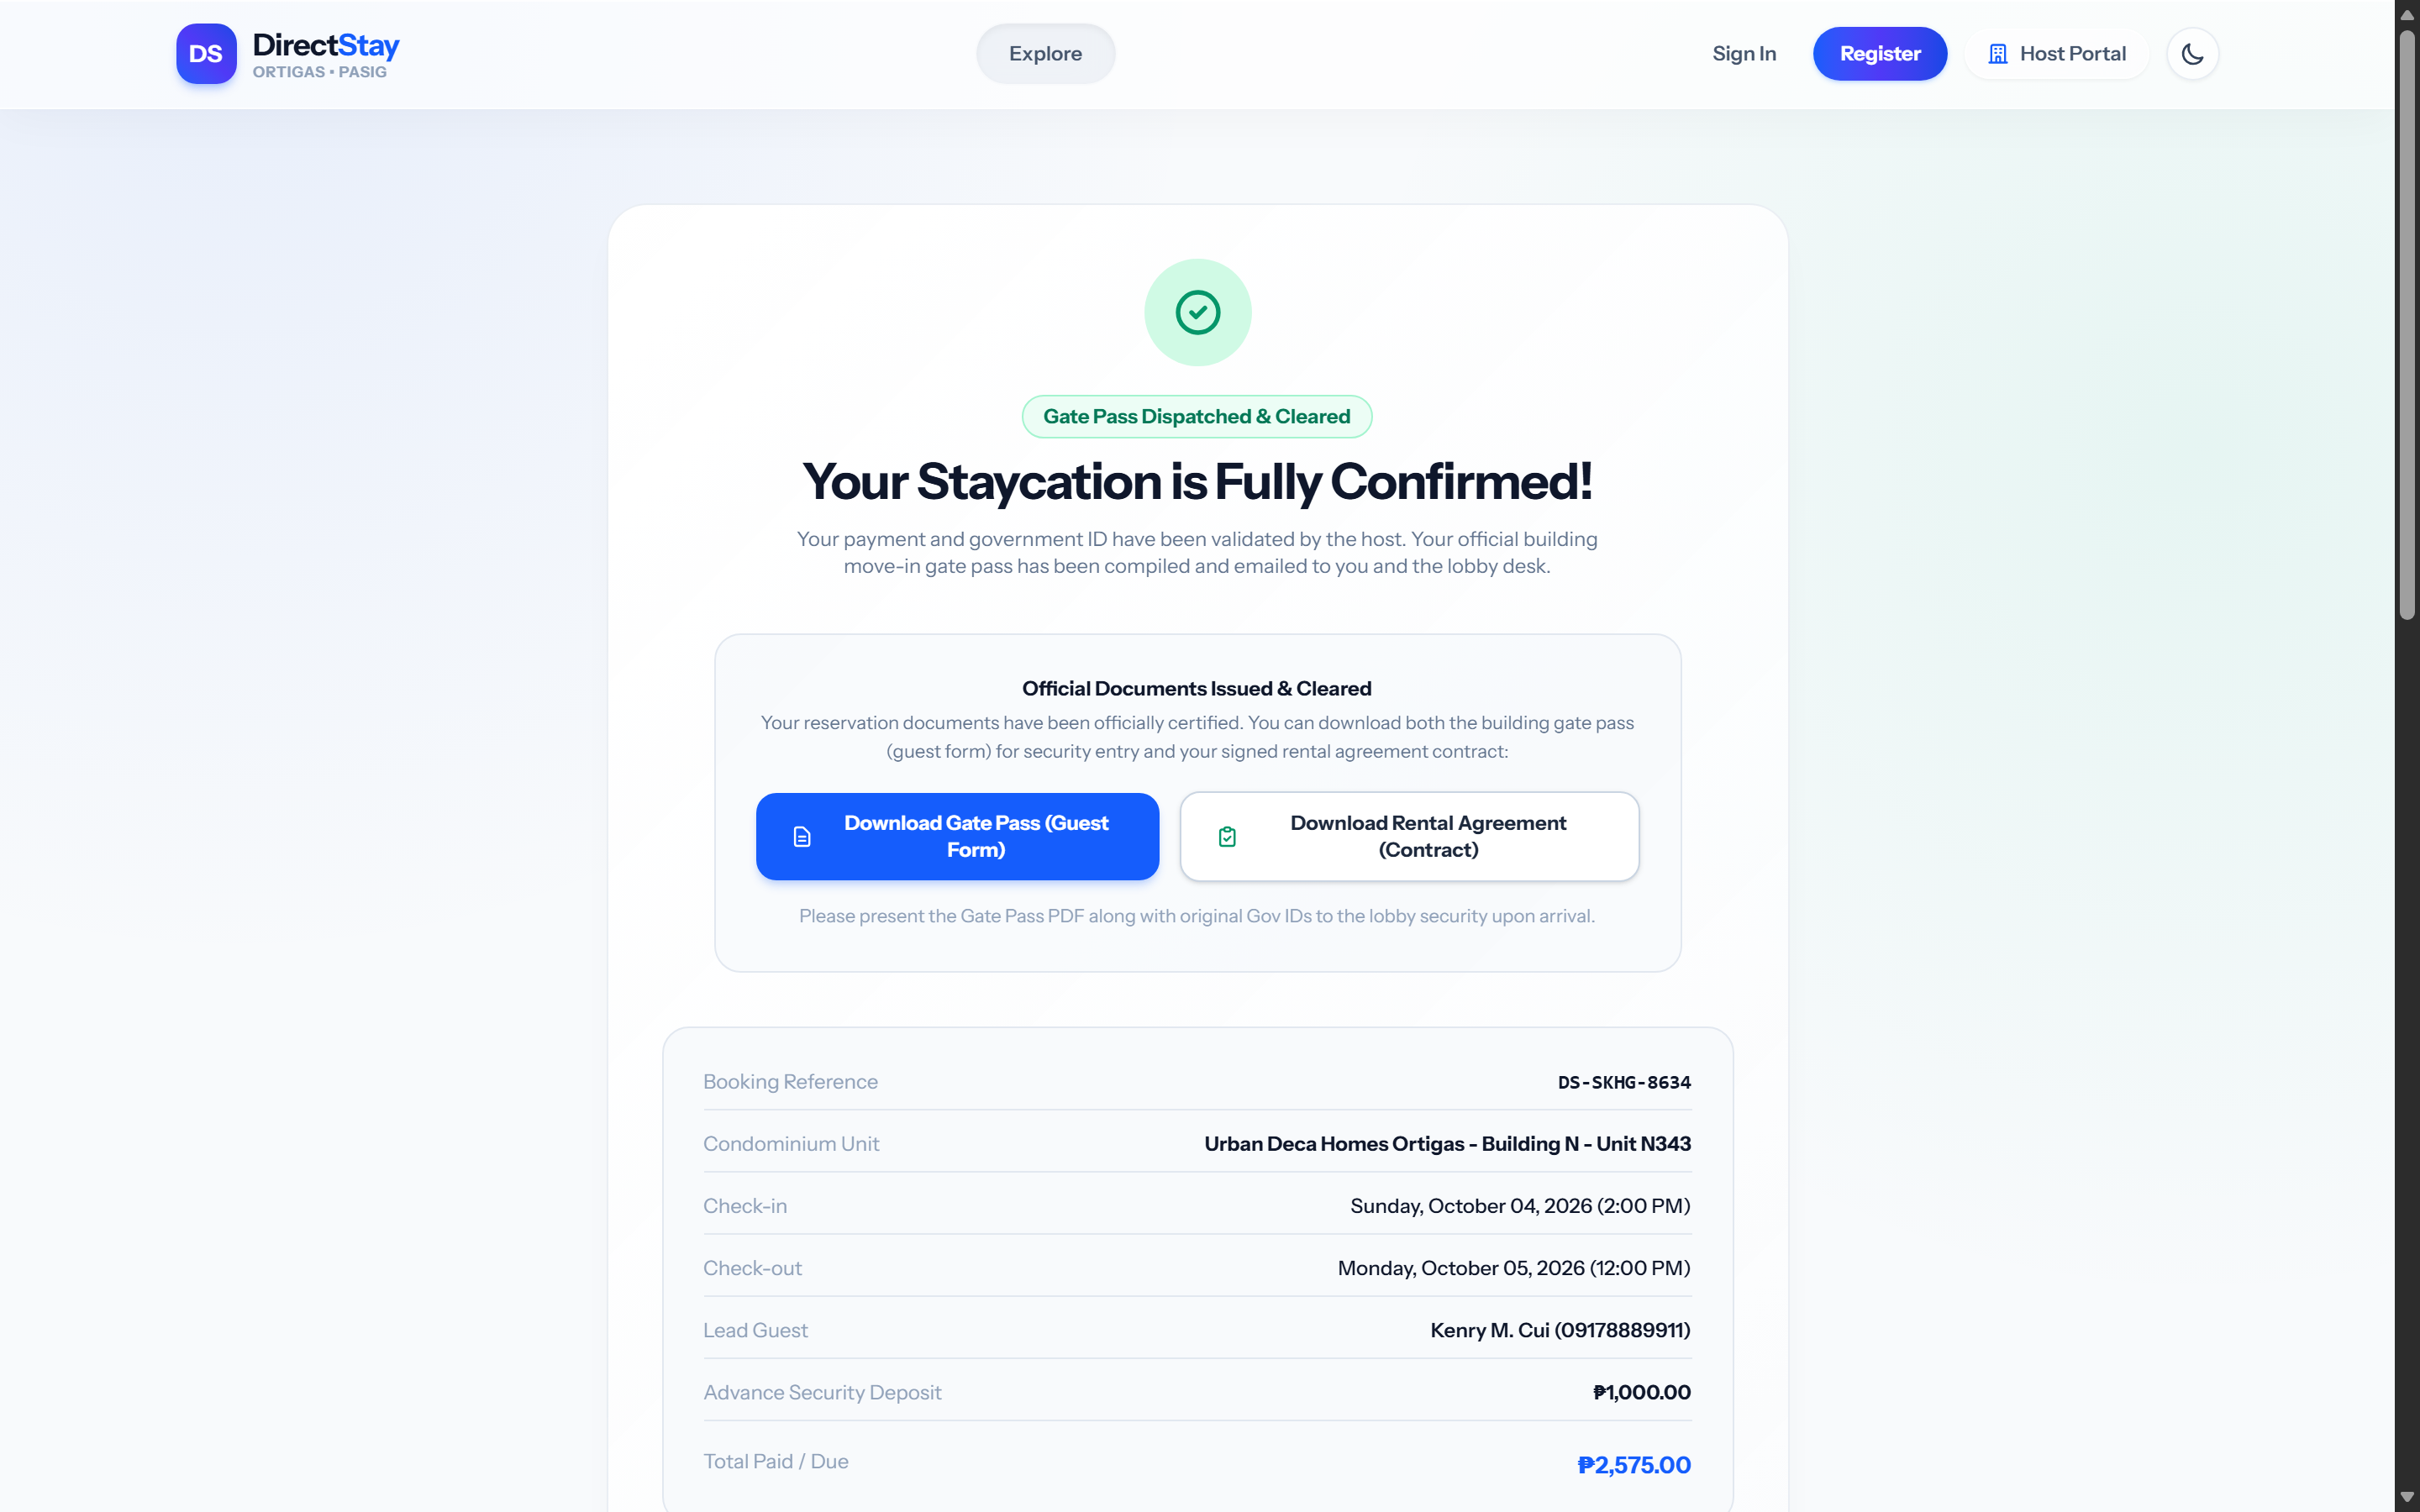 DS
DirectStay
ORTIGAS • PASIG
Explore
Sign In
Register
Host Portal
Gate Pass Dispatched & Cleared
Your Staycation is Fully Confirmed!
Your payment and government ID have been validated by the host. Your official building
move-in gate pass has been compiled and emailed to you and the lobby desk.
Official Documents Issued & Cleared
Your reservation documents have been officially certified. You can download both the building gate pass
(guest form) for security entry and your signed rental agreement contract:
Download Gate Pass (Guest
Form)
Download Rental Agreement
(Contract)
Please present the Gate Pass PDF along with original Gov IDs to the lobby security upon arrival.
Booking Reference DS-SKHG-8634
Condominium Unit Urban Deca Homes Ortigas - Building N - Unit N343
Check-in Sunday, October 04, 2026 (2:00 PM)
Check-out Monday, October 05, 2026 (12:00 PM)
Lead Guest Kenry M. Cui (09178889911)
Advance Security Deposit ₱1,000.00
Total Paid / Due ₱2,575.00